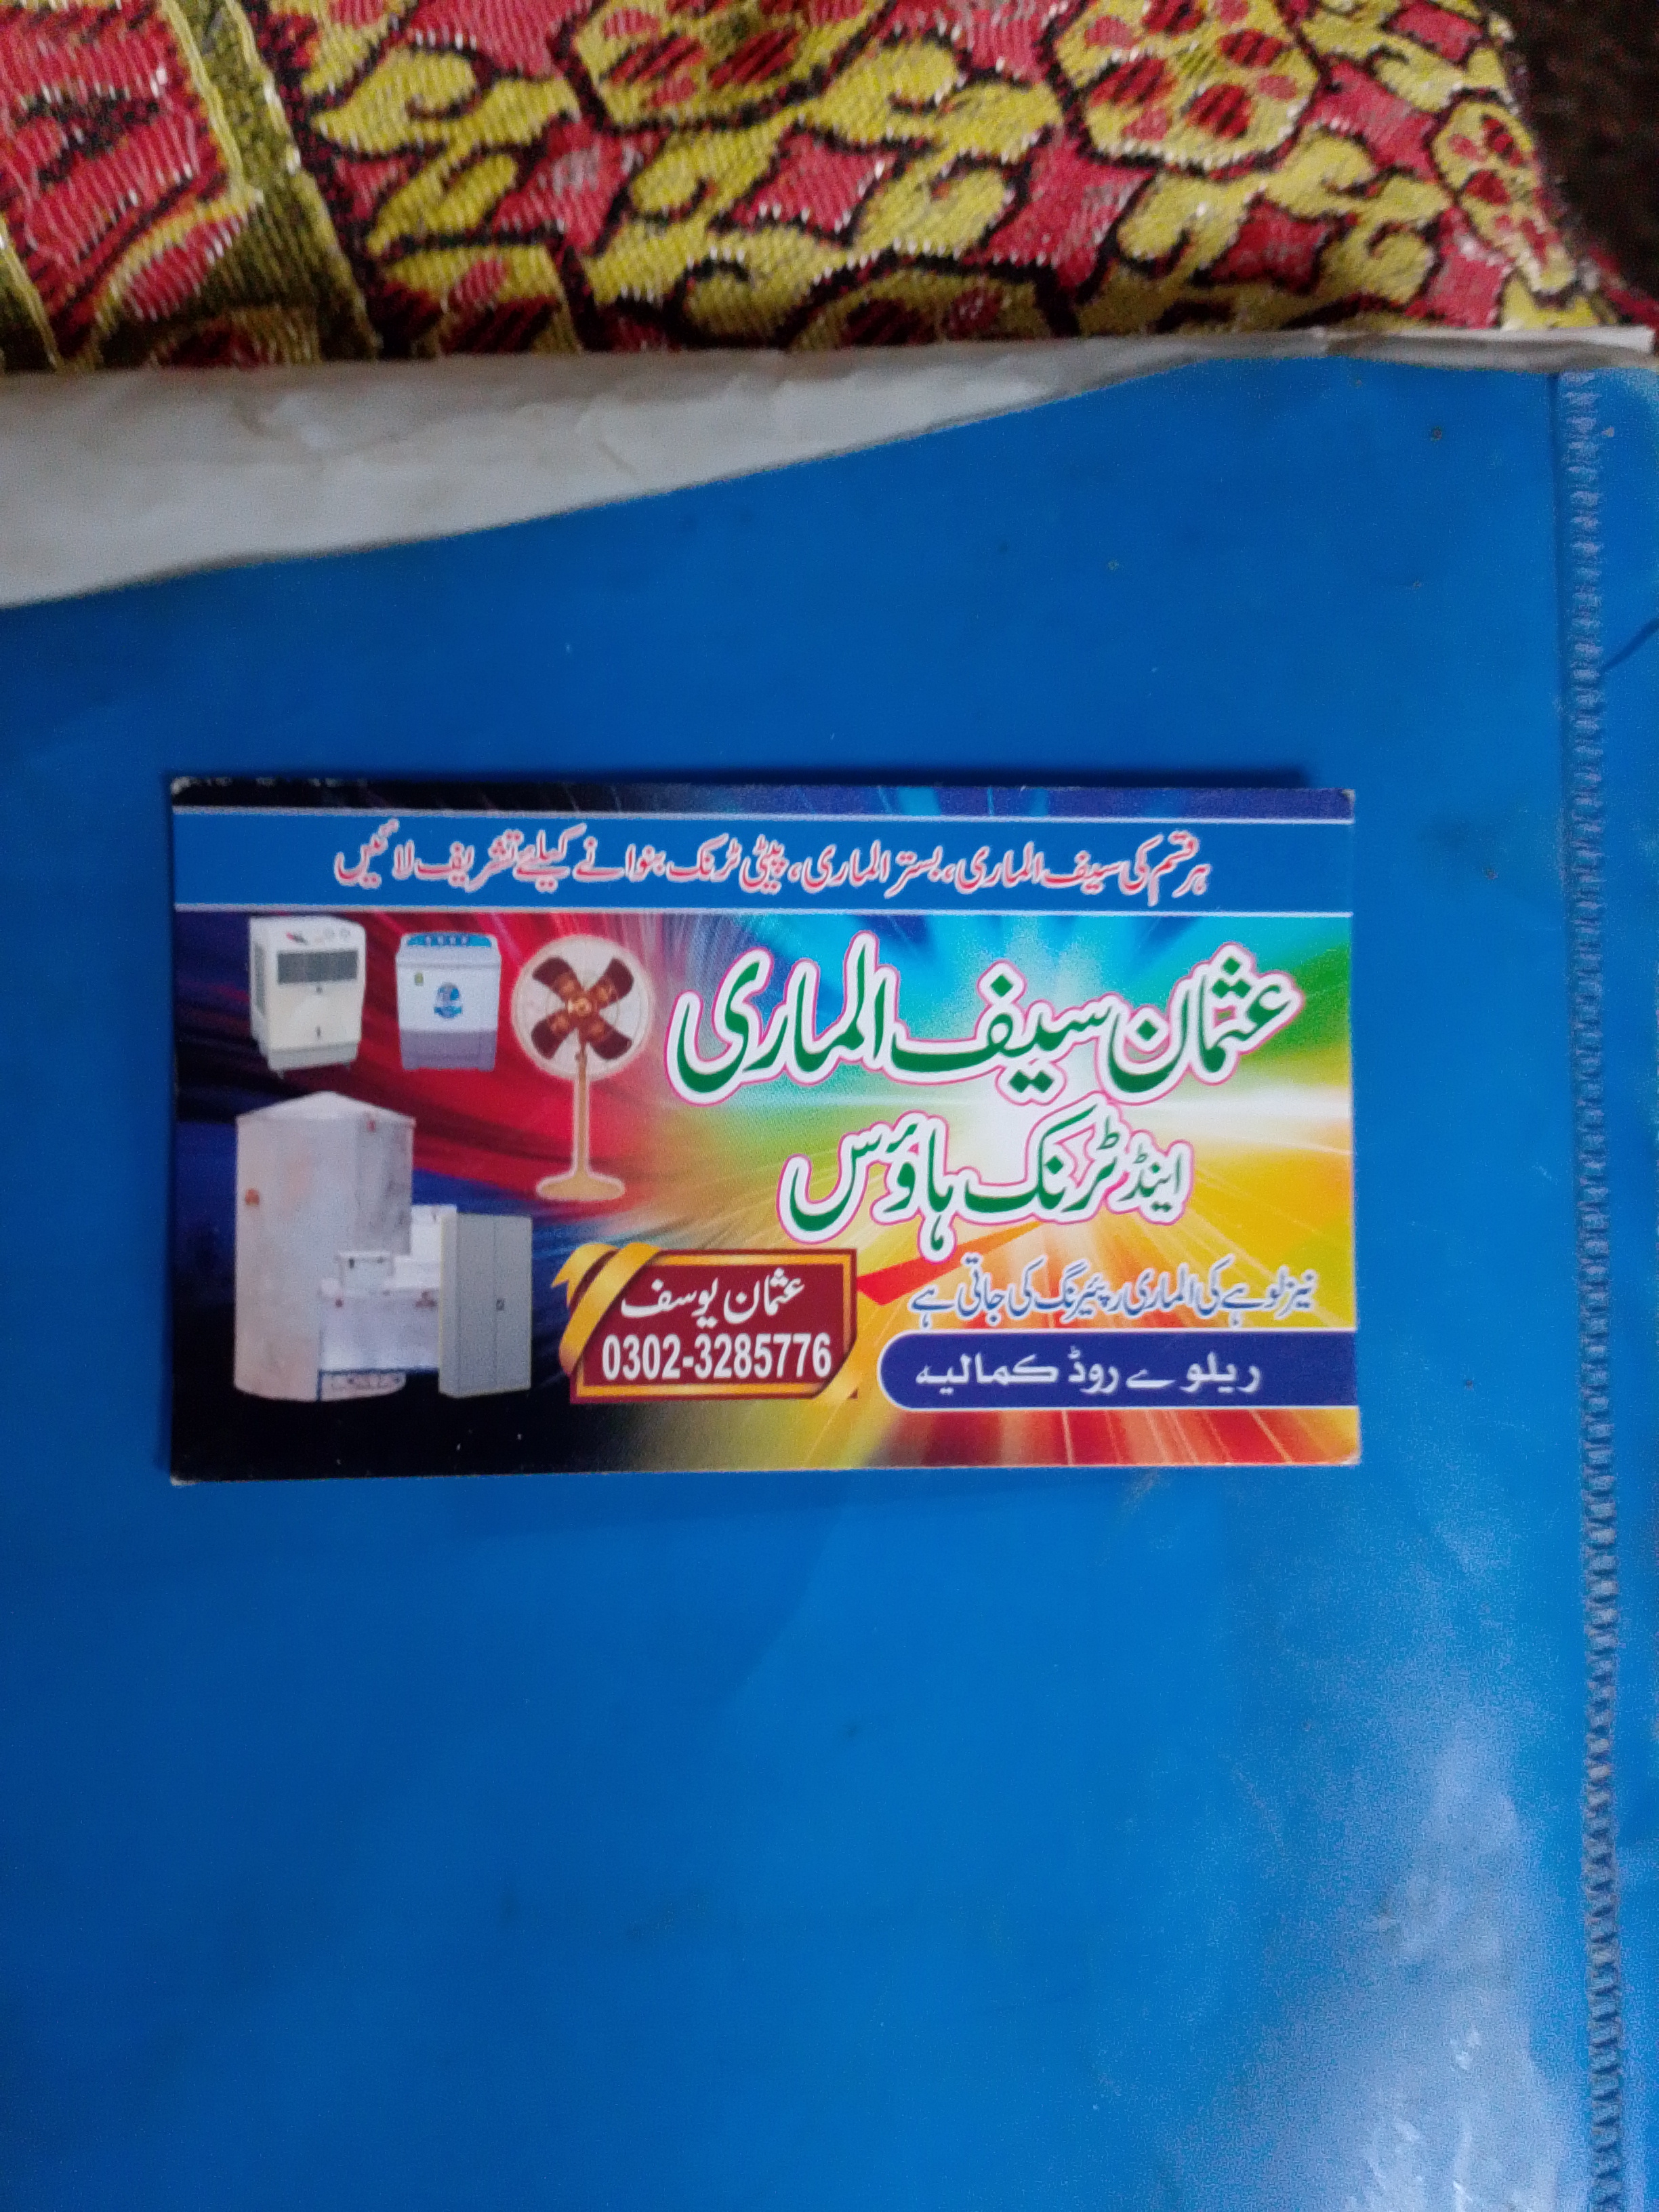 ہر قسم کی سیف الماری، بستر الماری، پیٹی ٹرنک بنوانے کیلئے تشریف لائیں
عثمان سیف الماری
اینڈ ٹرنک ہاؤس
نیز لوہے کی الماری رپئیرنگ کی جاتی ہے
عثمان یوسف
0302-3285776
ریلوے روڈ کمالیہ